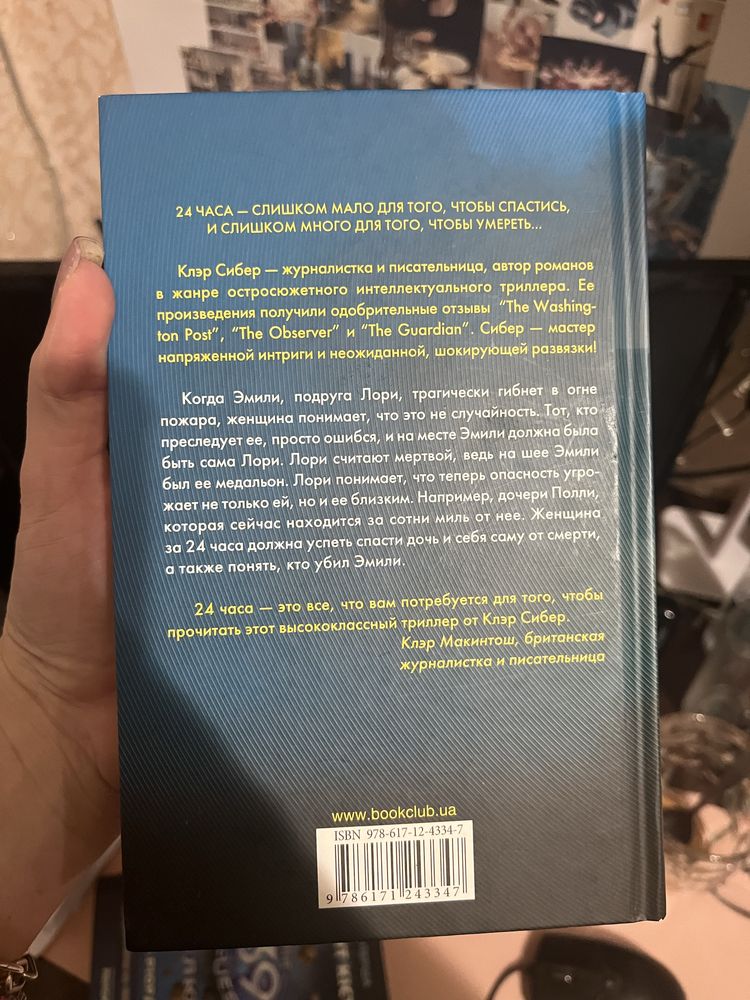 24 ЧАСА — СЛИШКОМ МАЛО ДЛЯ ТОГО, ЧТОБЫ СПАСТИСЬ,
И СЛИШКОМ МНОГО ДЛЯ ТОГО, ЧТОБЫ УМЕРЕТЬ...
Клэр Сибер — журналистка и писательница, автор романов
в жанре остросюжетного интеллектуального триллера. Ее
произведения получили одобрительные отзывы "The Washing-
ton Post", "The Observer" и "The Guardian". Сибер — мастер
напряженной интриги и неожиданной, шокирующей развязки!
Когда Эмили, подруга Лори, трагически гибнет в огне
пожара, женщина понимает, что это не случайность. Тот, кто
преследует ее, просто ошибся, и на месте Эмили должна была
быть сама Лори. Лори считают мертвой, ведь на шее Эмили
был ее медальон. Лори понимает, что теперь опасность угро-
жает не только ей, но и ее близким. Например, дочери Полли,
которая сейчас находится за сотни миль от нее. Женщина
за 24 часа должна успеть спасти дочь и себя саму от смерти,
а также понять, кто убил Эмили.
24 часа — это все, что вам потребуется для того, чтобы
прочитать этот высококлассный триллер от Клэр Сибер.
Клэр Макинтош, британская
журналистка и писательница
www.bookclub.ua
ISBN 978-617-12-4334-7
9 786171 243347